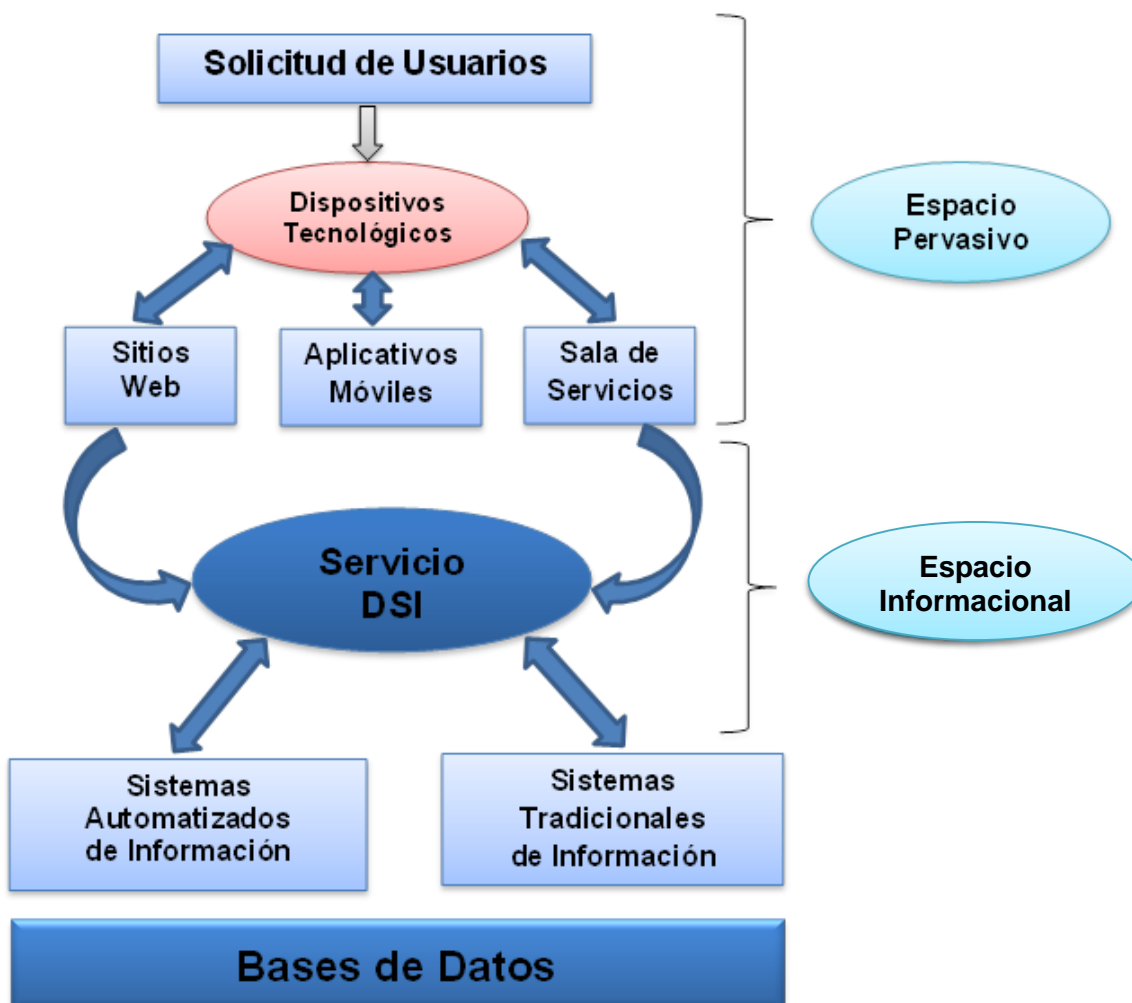 Solicitud de Usuarios
Dispositivos
Tecnológicos
Espacio
Pervasivo
Sitios
Web
Aplicativos
Móviles
Sala de
Servicios
Servicio
DSI
Espacio
Informacional
Sistemas
Automatizados
de Información
Sistemas
Tradicionales
de Información
Bases de Datos